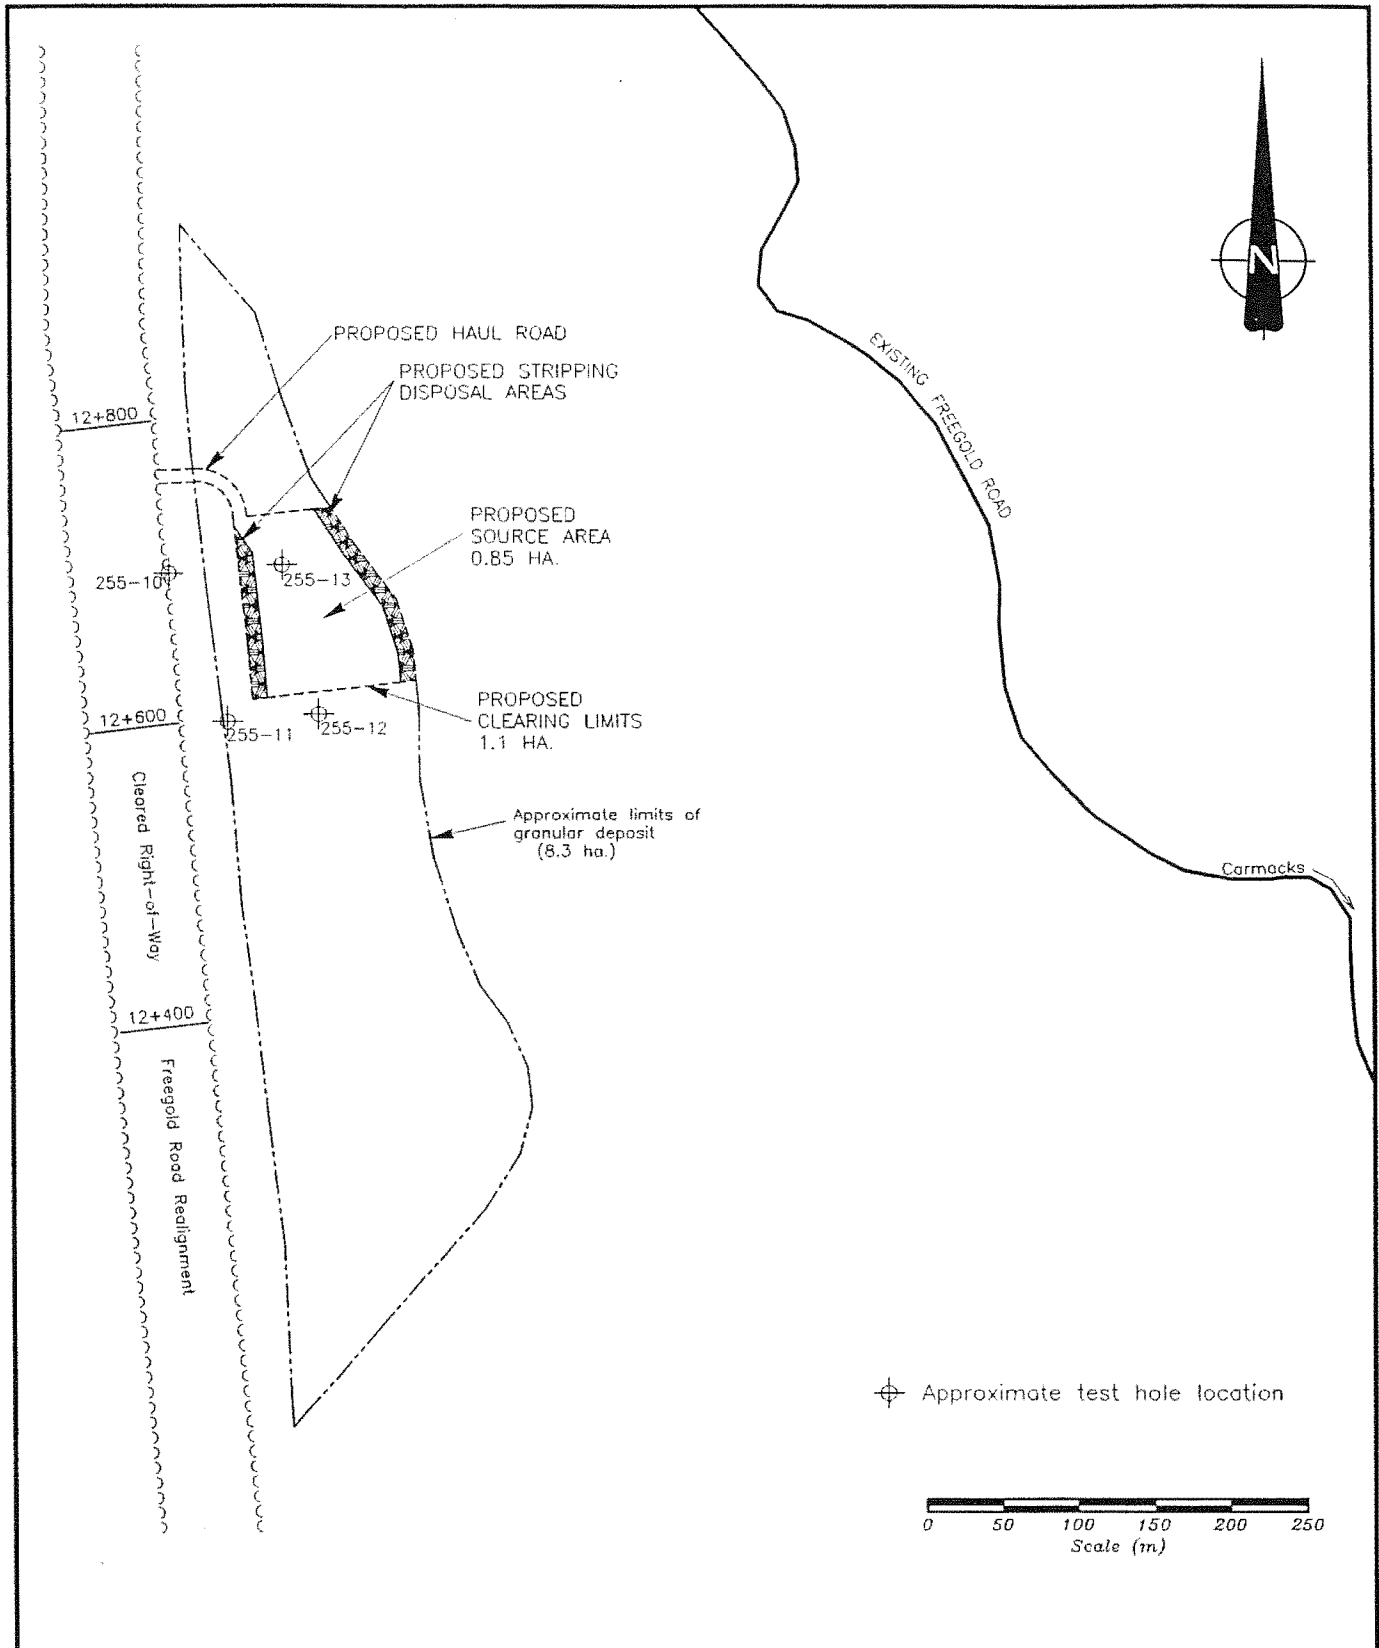 N
PROPOSED HAUL ROAD
PROPOSED STRIPPING
DISPOSAL AREAS
EXISTING FREEGOLD ROAD
12+800
PROPOSED
SOURCE AREA
0.85 HA.
255-10
255-13
PROPOSED
CLEARING LIMITS
1.1 HA.
12+600
255-11
255-12
Cleared Right-of-Way
Approximate limits of
granular deposit
(8.3 ha.)
Carmacks
12+400
Freegold Road Realignment
Approximate test hole location
0 50 100 150 200 250
Scale (m)